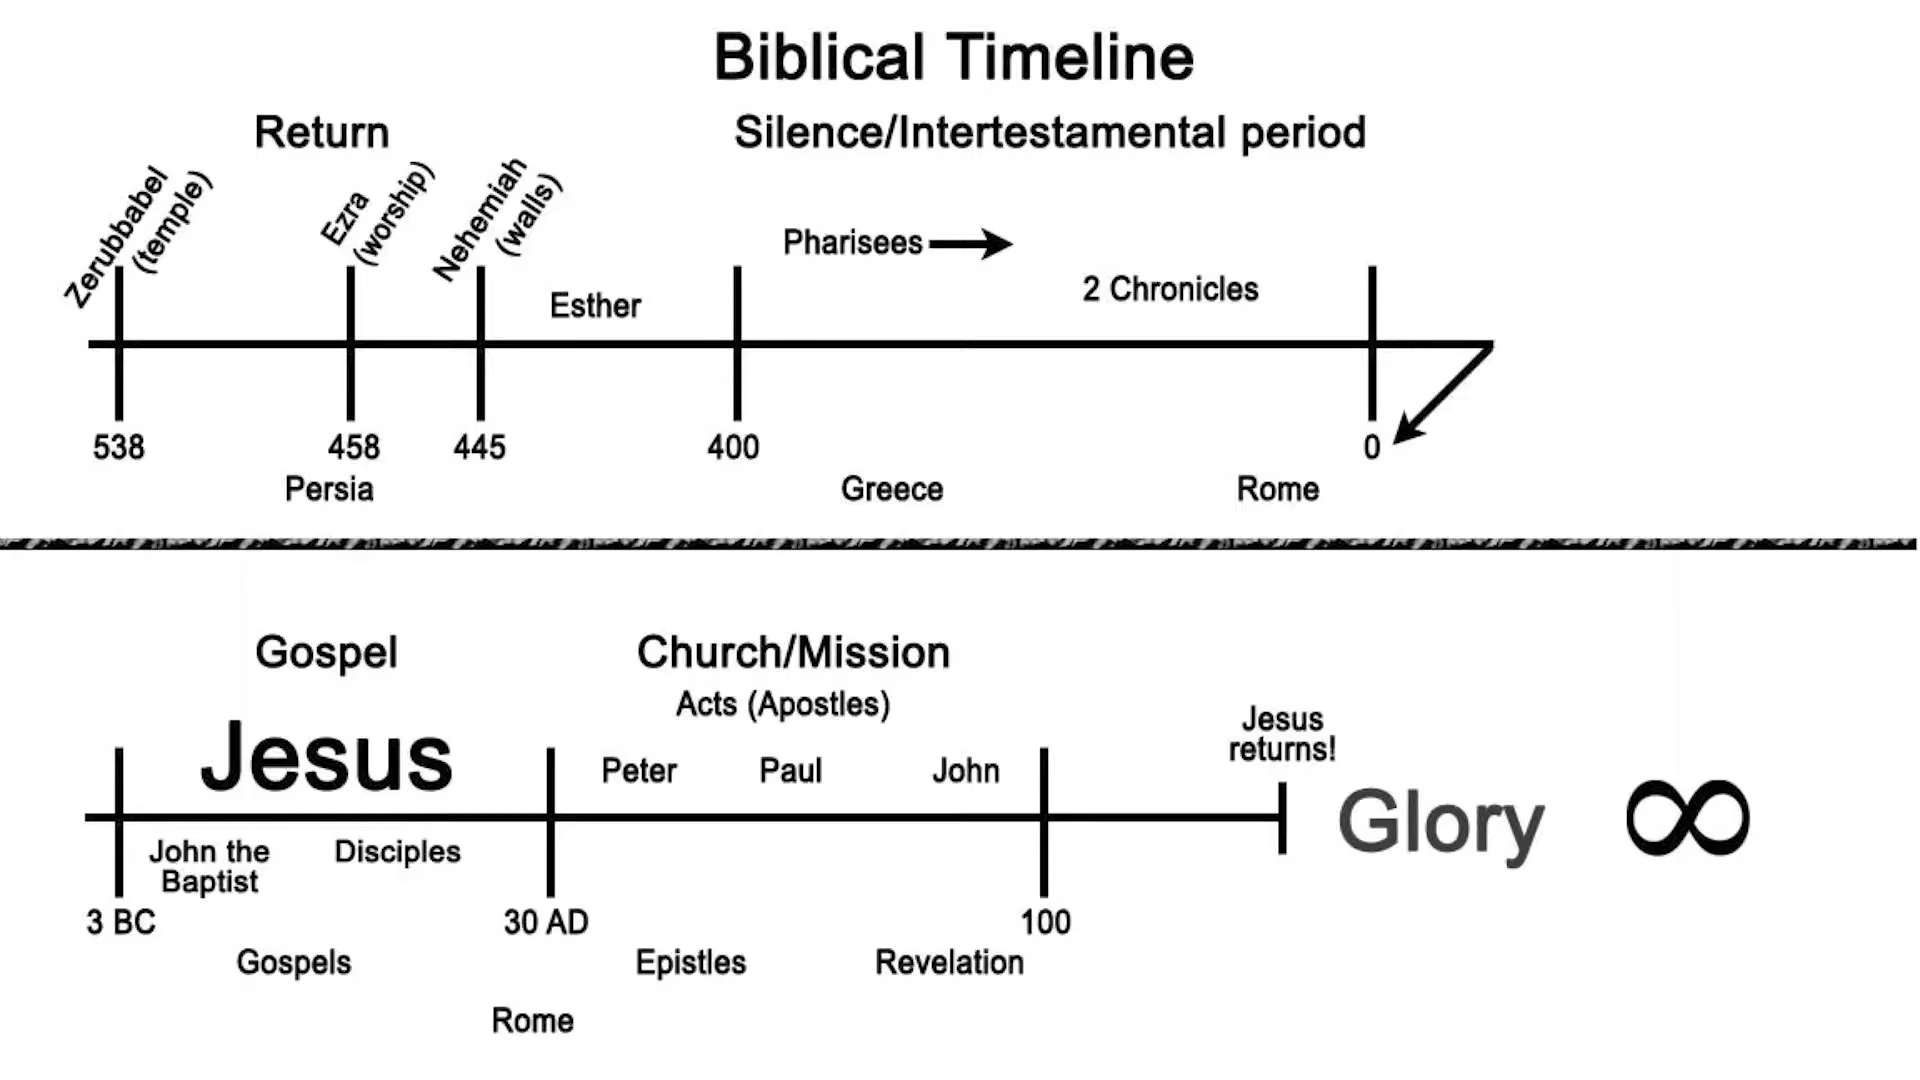 Biblical Timeline
Return
Silence/Intertestamental period
Zerubbabel
(temple)
Ezra
(worship)
Nehemiah
(walls)
Pharisees
Esther
2 Chronicles
538
458
445
400
0
Persia
Greece
Rome
Gospel
Church/Mission
Acts (Apostles)
Jesus
Peter
Paul
John
Jesus
returns!
Glory
∞
John the
Baptist
Disciples
3 BC
30 AD
100
Gospels
Epistles
Revelation
Rome